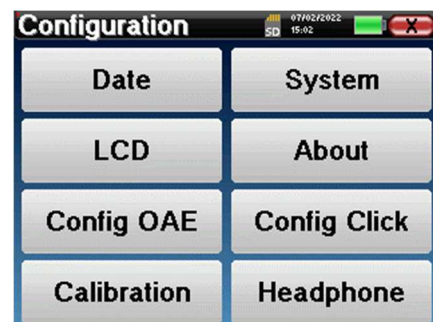 Configuration
SD
07/02/2022
15:02
X
Date
System
LCD
About
Config OAE
Config Click
Calibration
Headphone